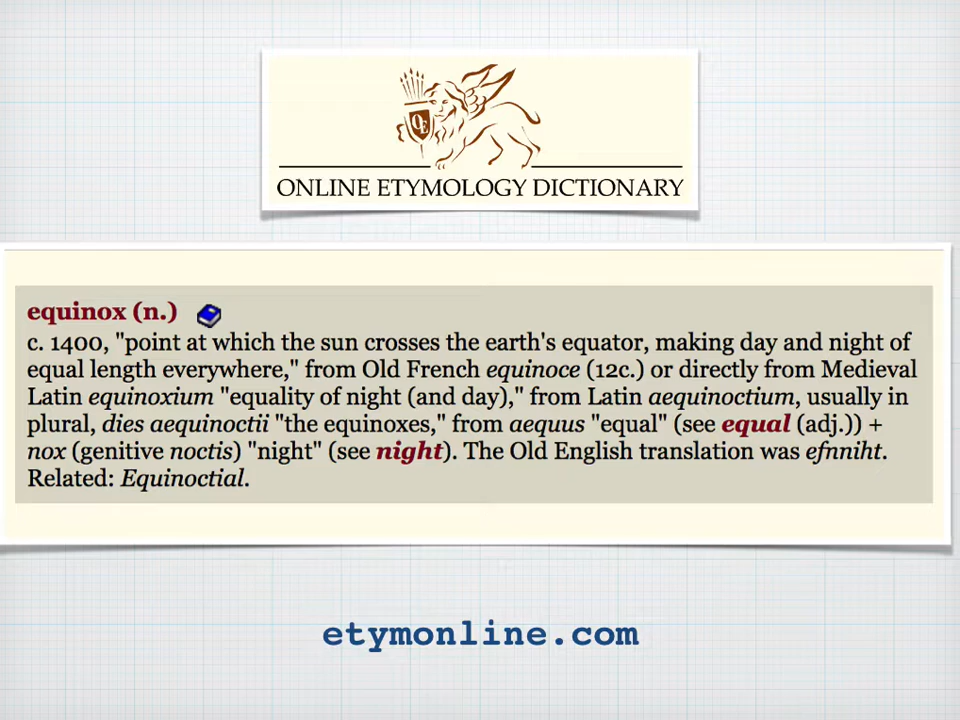 OE
ONLINE ETYMOLOGY DICTIONARY
equinox (n.)
c. 1400, "point at which the sun crosses the earth's equator, making day and night of
equal length everywhere," from Old French equinoce (12c.) or directly from Medieval
Latin equinoxium "equality of night (and day)," from Latin aequinoctium, usually in
plural, dies aequinoctii "the equinoxes," from aequus "equal" (see equal (adj.)) +
nox (genitive noctis) "night" (see night). The Old English translation was efnniht.
Related: Equinoctial.
etymonline.com